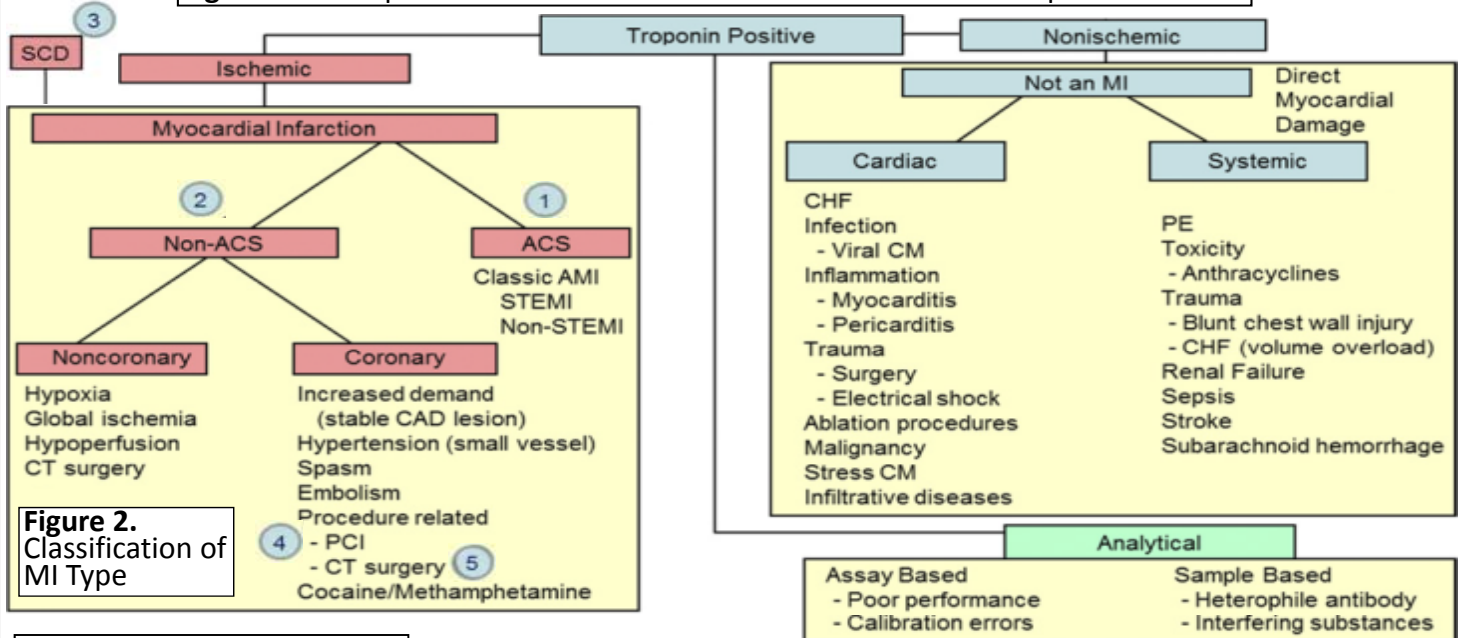 Troponin Positive
3
SCD
Ischemic
Myocardial Infarction
2
1
Non-ACS
ACS
Classic AMI
STEMI
Non-STEMI
Noncoronary
Hypoxia
Global ischemia
Hypoperfusion
CT surgery
Coronary
Increased demand
(stable CAD lesion)
Hypertension (small vessel)
Spasm
Embolism
Procedure related
4
- PCI
- CT surgery
5
Cocaine/Methamphetamine
Figure 2.
Classification of
MI Type
Nonischemic
Not an MI
Direct
Myocardial
Damage
Cardiac
CHF
Infection
- Viral CM
Inflammation
- Myocarditis
- Pericarditis
Trauma
- Surgery
- Electrical shock
Ablation procedures
Malignancy
Stress CM
Infiltrative diseases
Systemic
PE
Toxicity
- Anthracyclines
Trauma
- Blunt chest wall injury
- CHF (volume overload)
Renal Failure
Sepsis
Stroke
Subarachnoid hemorrhage
Analytical
Assay Based
- Poor performance
- Calibration errors
Sample Based
- Heterophile antibody
- Interfering substances